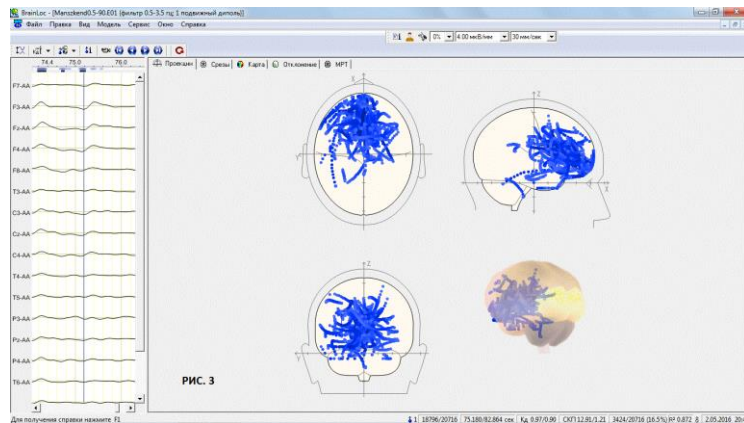 BrainLoc - [Manszkend0.5-90.E01 (фильтр 0.5-3.5 гц; 1 подвижный диполь)]
Файл Правка Вид Модель Сервис Окно Справка
0% 4.00 мкВ/мм 30 мм/сек
Проекции Срезы Карта Отклонение МРТ
74.4 75.0 76.0
F7-AA
F3-AA
Fz-AA
F4-AA
F8-AA
T3-AA
C3-AA
Cz-AA
C4-AA
T4-AA
T5-AA
P3-AA
Pz-AA
P4-AA
T6-AA
X
Y
Z
X
Z
Y
РИС. 3
Для получения справки нажмите F1
1 18796/20716 75.180/82.864 сек Кд 0.97/0.90 СКП 12.91/1.21 3424/20716 (16.5%) R² 0.872 2.05.2016